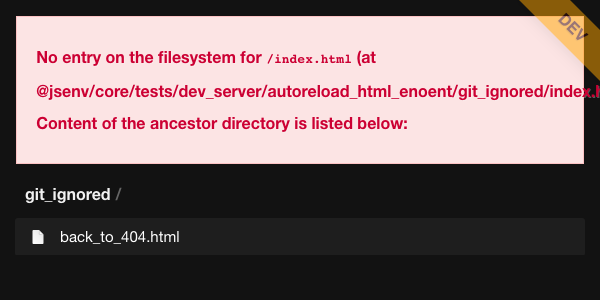 DEV
No entry on the filesystem for /index.html (at
@jsenv/core/tests/dev_server/autoreload_html_enoent/git_ignored/index.
Content of the ancestor directory is listed below:
git_ignored /
back_to_404.html